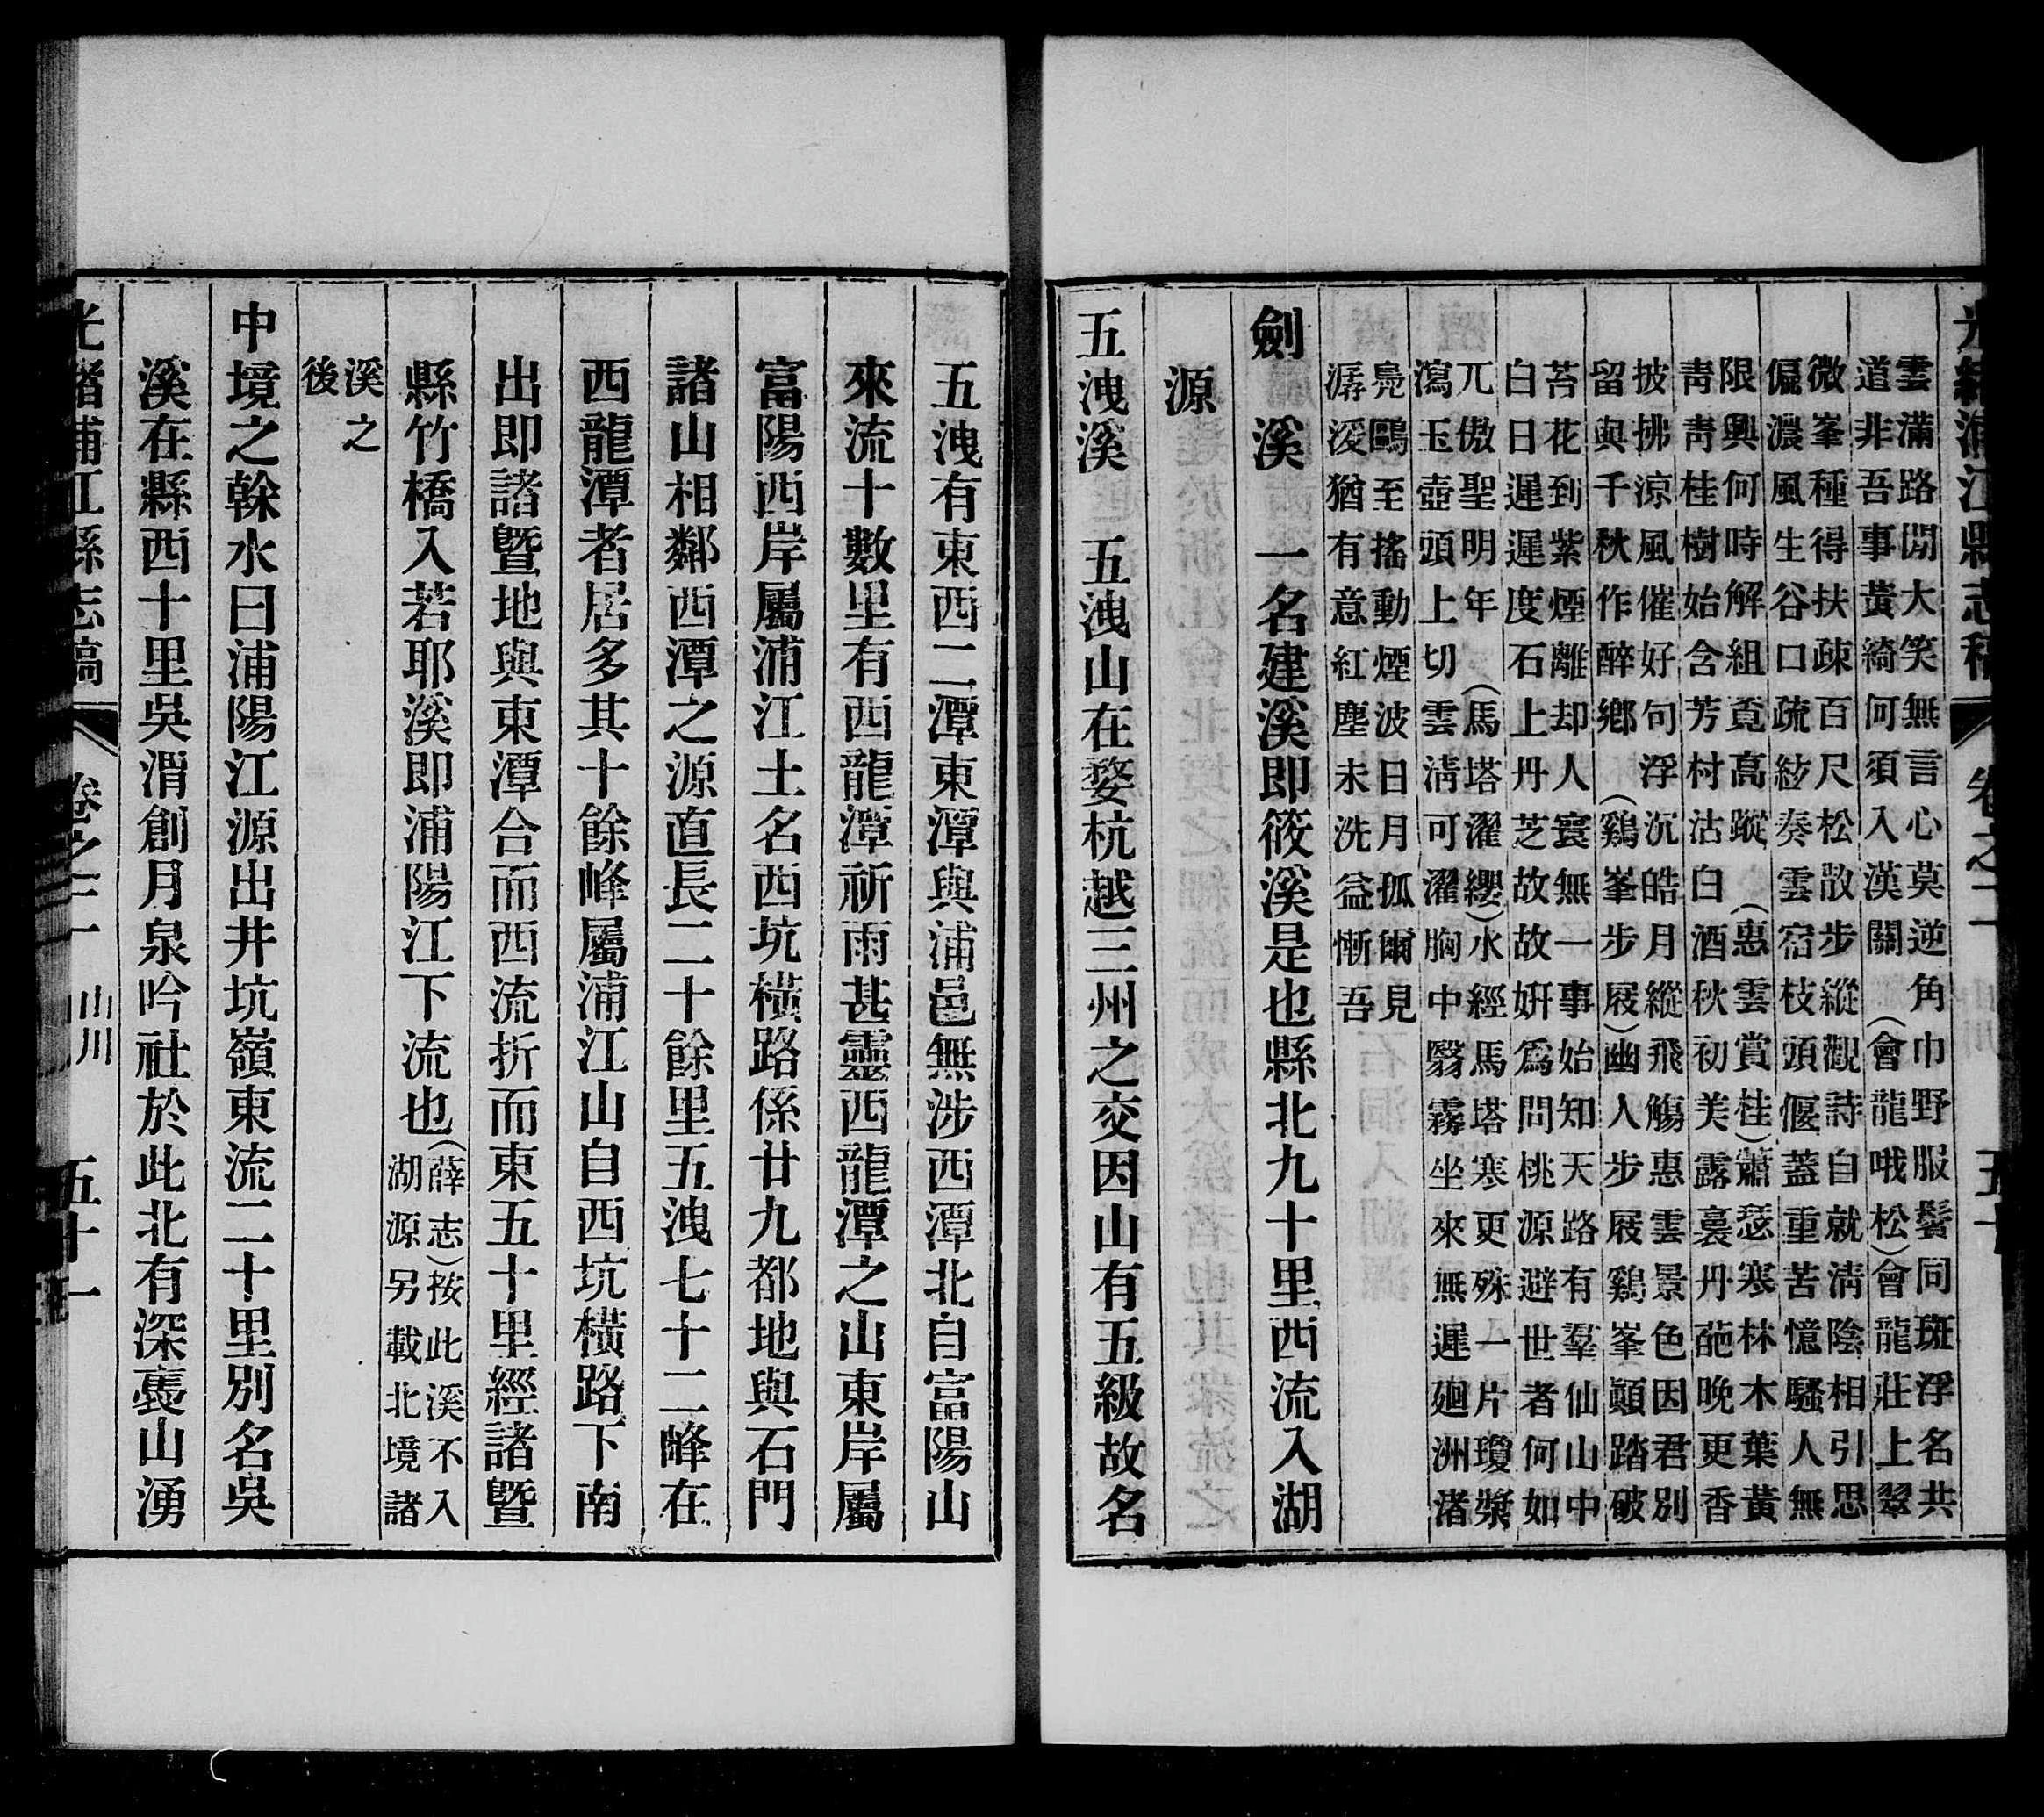 光緒浦江縣志稿 卷之二 五十
雲滿路閒大笑無言心莫逆角巾野服鬢同斑浮名共
道非吾事黃綺何須入漢關（會龍哦松）會龍莊上翠
微峯種得扶疎百尺松散步縱觀詩自就清陰相引思
偏濃風生谷口疏絃奏雲宿枝頭偃蓋重苦憶騷人無
限興何時解組覓高蹤（惠雲賞桂）蕭瑟寒林木葉黃
靑靑桂樹始含芳村沽白酒秋初美露裛丹葩晚更香
披拂涼風催好句浮沉皓月縱飛觴惠雲景色因君別
留與千秋作醉鄉（鷄峯步屐）幽人步屐鷄峯顚踏破
苔花到紫煙離却人寰無一事始知天路有羣仙山中
白日遲遲度石上丹芝故故姸爲問桃源避世者何如
兀傲聖明年（馬塔濯纓）水經馬塔寒更殊一片瓊漿
瀉玉壺頭上切雲清可濯胸中翳霧坐來無遲廻洲渚
鳧鷗至搖動煙波日月孤爾見
潺湲猶有意紅塵未洗益慚吾
劍溪 一名建溪即筱溪是也縣北九十里西流入湖
源
五洩溪 五洩山在婺杭越三州之交因山有五級故名
五洩有東西二潭東潭與浦邑無涉西潭北自富陽山
來流十數里有西龍潭祈雨甚靈西龍潭之山東岸屬
富陽西岸屬浦江土名西坑橫路係廿九都地與石門
諸山相鄰西潭之源直長二十餘里五洩七十二峰在
西龍潭者居多其十餘峰屬浦江山自西坑橫路下南
出即諸暨地與東潭合而西流折而東五十里經諸暨
縣竹橋入若耶溪即浦陽江下流也（薛志）按此溪不入
湖源另載北境諸
溪之
後
中境之榦水曰浦陽江源出井坑嶺東流二十里別名吳
溪在縣西十里吳渭創月泉吟社於此北有深裊山湧
光緒浦江縣志稿 卷之二 山川 五十一